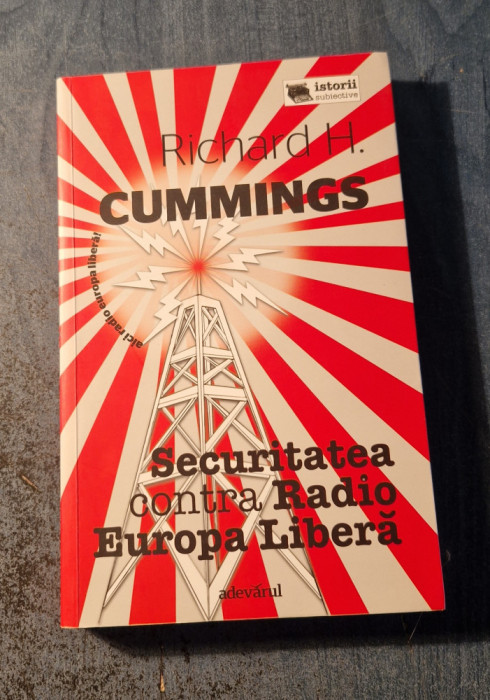 istorii
subiective
Richard H.
CUMMINGS
aici radio europa liberă!
Securitatea
contra Radio
Europa Liberă
adevărul